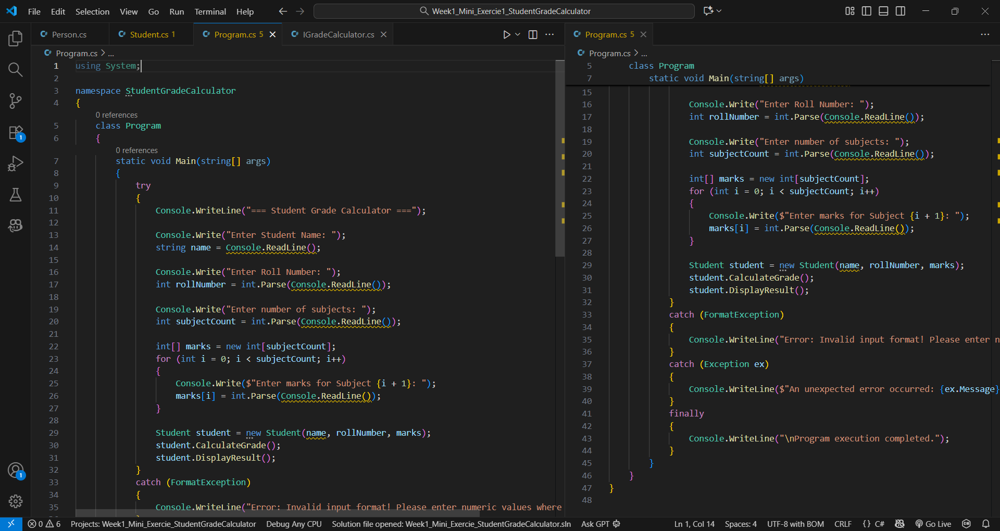 File Edit Selection View Go Run Terminal Help
Week1_Mini_Exercie1_StudentGradeCalculator
Person.cs
Student.cs 1
Program.cs 5
IGradeCalculator.cs
Program.cs > ...
1 using System;
2
3 namespace StudentGradeCalculator
4 {
0 references
5 class Program
6 {
0 references
7 static void Main(string[] args)
8 {
9 try
10 {
11 Console.WriteLine("=== Student Grade Calculator ===");
12
13 Console.Write("Enter Student Name: ");
14 string name = Console.ReadLine();
15
16 Console.Write("Enter Roll Number: ");
17 int rollNumber = int.Parse(Console.ReadLine());
18
19 Console.Write("Enter number of subjects: ");
20 int subjectCount = int.Parse(Console.ReadLine());
21
22 int[] marks = new int[subjectCount];
23 for (int i = 0; i < subjectCount; i++)
24 {
25 Console.Write($"Enter marks for Subject {i + 1}: ");
26 marks[i] = int.Parse(Console.ReadLine());
27 }
28
29 Student student = new Student(name, rollNumber, marks);
30 student.CalculateGrade();
31 student.DisplayResult();
32 }
33 catch (FormatException)
34 {
35 Console.WriteLine("Error: Invalid input format! Please enter numeric values where
Program.cs 5
Program.cs > ...
5 class Program
7 static void Main(string[] args)
15
16 Console.Write("Enter Roll Number: ");
17 int rollNumber = int.Parse(Console.ReadLine());
18
19 Console.Write("Enter number of subjects: ");
20 int subjectCount = int.Parse(Console.ReadLine());
21
22 int[] marks = new int[subjectCount];
23 for (int i = 0; i < subjectCount; i++)
24 {
25 Console.Write($"Enter marks for Subject {i + 1}: ");
26 marks[i] = int.Parse(Console.ReadLine());
27 }
28
29 Student student = new Student(name, rollNumber, marks);
30 student.CalculateGrade();
31 student.DisplayResult();
32 }
33 catch (FormatException)
34 {
35 Console.WriteLine("Error: Invalid input format! Please enter n
36 }
37 catch (Exception ex)
38 {
39 Console.WriteLine($"An unexpected error occurred: {ex.Message}
40 }
41 finally
42 {
43 Console.WriteLine("\nProgram execution completed.");
44 }
45 }
46 }
47 }
48
1
1
0 6 Projects: Week1_Mini_Exercie_StudentGradeCalculator Debug Any CPU Solution file opened: Week1_Mini_Exercie_StudentGradeCalculator.sln Ask GPT Ln 1, Col 14 Spaces: 4 UTF-8 with BOM CRLF {} C# Go Live